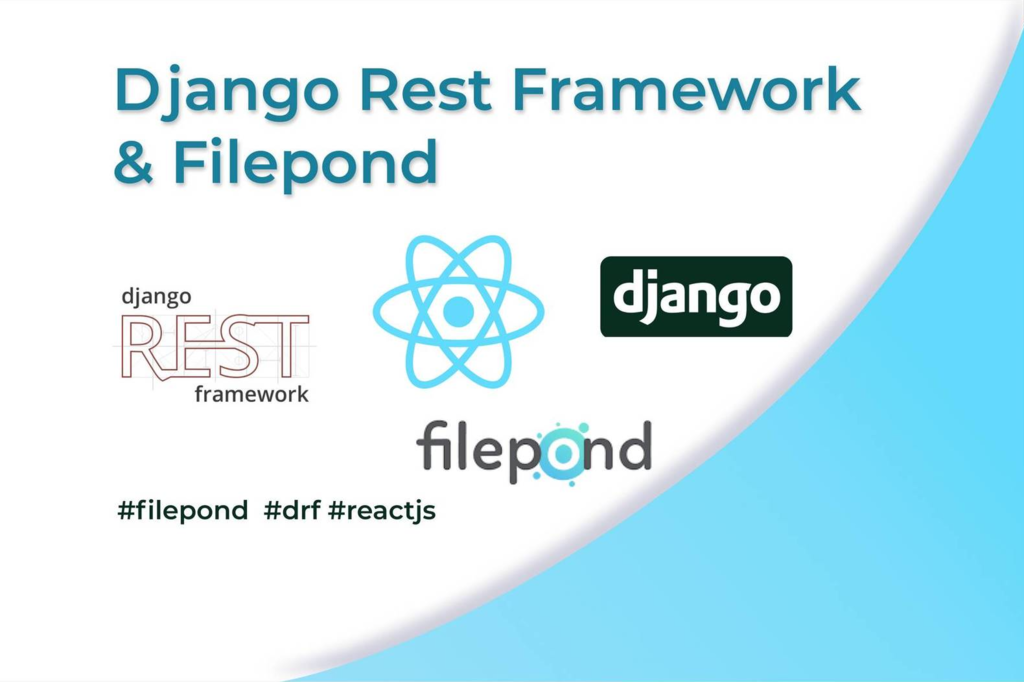 Django Rest Framework
& Filepond
django
REST
framework
django
filepond
#filepond #drf #reactjs